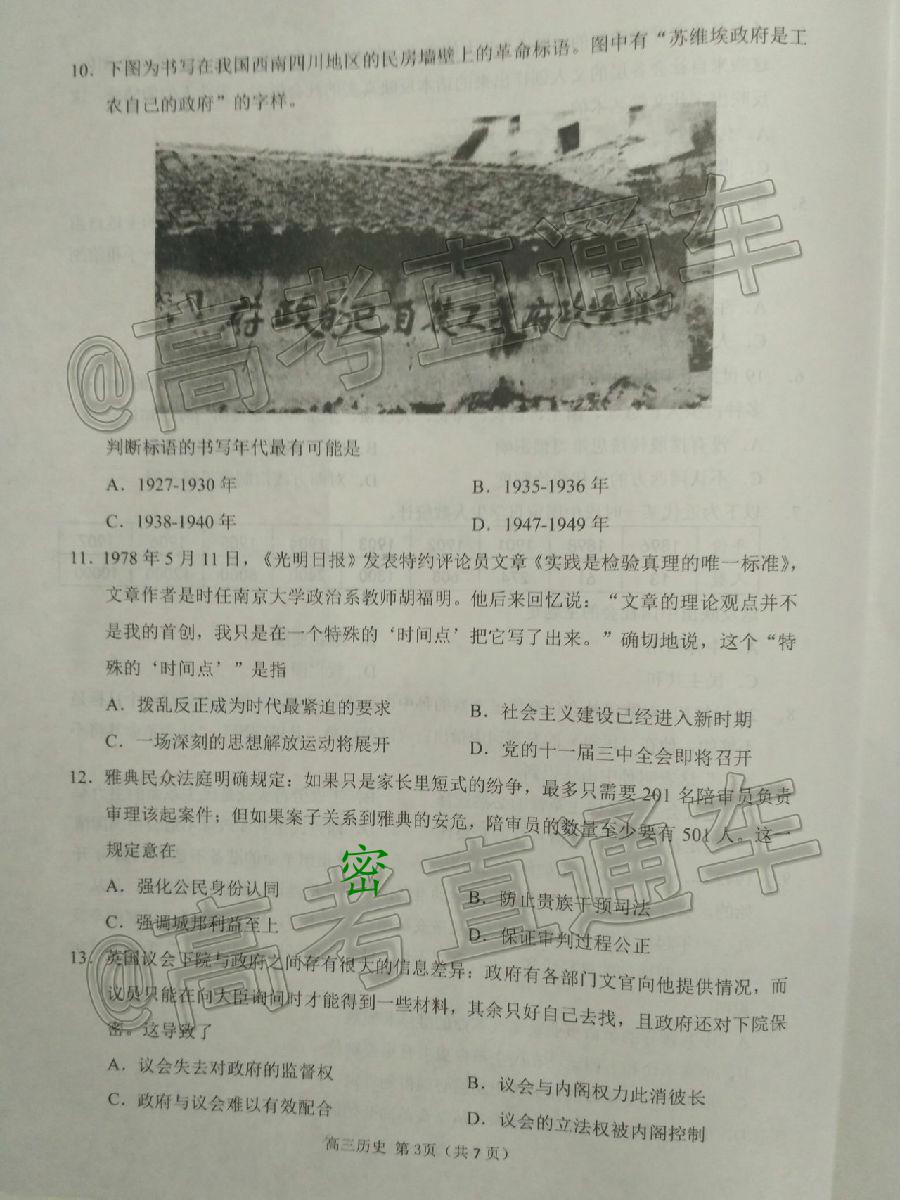 10. 下图为书写在我国西南四川地区的民房墙壁上的革命标语。图中有“苏维埃政府是工
农自己的政府”的字样。
府政的己自农工是府政埃维苏
@高考直通车
判断标语的书写年代最有可能是
A. 1927-1930 年
B. 1935-1936 年
C. 1938-1940 年
D. 1947-1949 年
11. 1978 年 5 月 11 日，《光明日报》发表特约评论员文章《实践是检验真理的唯一标准》，
文章作者是时任南京大学政治系教师胡福明。他后来回忆说：“文章的理论观点并不
是我的首创，我只是在一个特殊的‘时间点’把它写了出来。”确切地说，这个“特
殊的‘时间点’”是指
A. 拨乱反正成为时代最紧迫的要求
B. 社会主义建设已经进入新时期
C. 一场深刻的思想解放运动将展开
D. 党的十一届三中全会即将召开
12. 雅典民众法庭明确规定：如果只是家长里短式的纷争，最多只需要 201 名陪审员负责
审理该起案件；但如果案子关系到雅典的安危，陪审员的数量至少要有 501 人。这一
规定意在
密
A. 强化公民身份认同
B. 防止贵族干预司法
C. 强调城邦利益至上
D. 保证审判过程公正
@高考直通车
13. 英国议会下院与政府之间存有很大的信息差异：政府有各部门文官向他提供情况，而
议员只能在向大臣询问时才能得到一些材料，其余只好自己去找，且政府还对下院保
密。这导致了
A. 议会失去对政府的监督权
B. 议会与内阁权力此消彼长
C. 政府与议会难以有效配合
D. 议会的立法权被内阁控制
高三历史 第 3页（共 7 页）